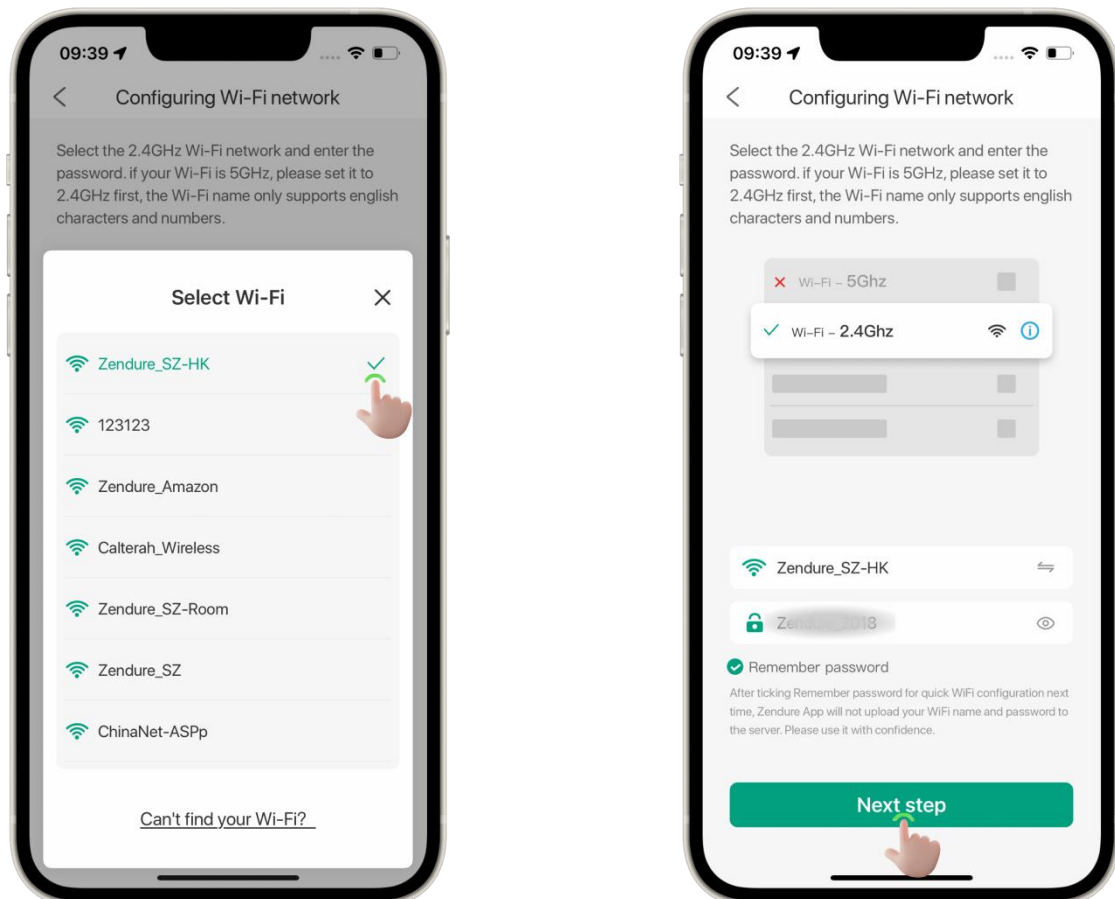 09:39
Configuring Wi-Fi network
Select the 2.4GHz Wi-Fi network and enter the
password. if your Wi-Fi is 5GHz, please set it to
2.4GHz first, the Wi-Fi name only supports english
characters and numbers.
Select Wi-Fi
Zendure_SZ-HK
123123
Zendure_Amazon
Calterah_Wireless
Zendure_SZ-Room
Zendure_SZ
ChinaNet-ASPp
Can't find your Wi-Fi?
09:39
Configuring Wi-Fi network
Select the 2.4GHz Wi-Fi network and enter the
password. if your Wi-Fi is 5GHz, please set it to
2.4GHz first, the Wi-Fi name only supports english
characters and numbers.
Wi-Fi – 5Ghz
Wi-Fi – 2.4Ghz
Zendure_SZ-HK
Remember password
After ticking Remember password for quick WiFi configuration next
time, Zendure App will not upload your WiFi name and password to
the server. Please use it with confidence.
Next step